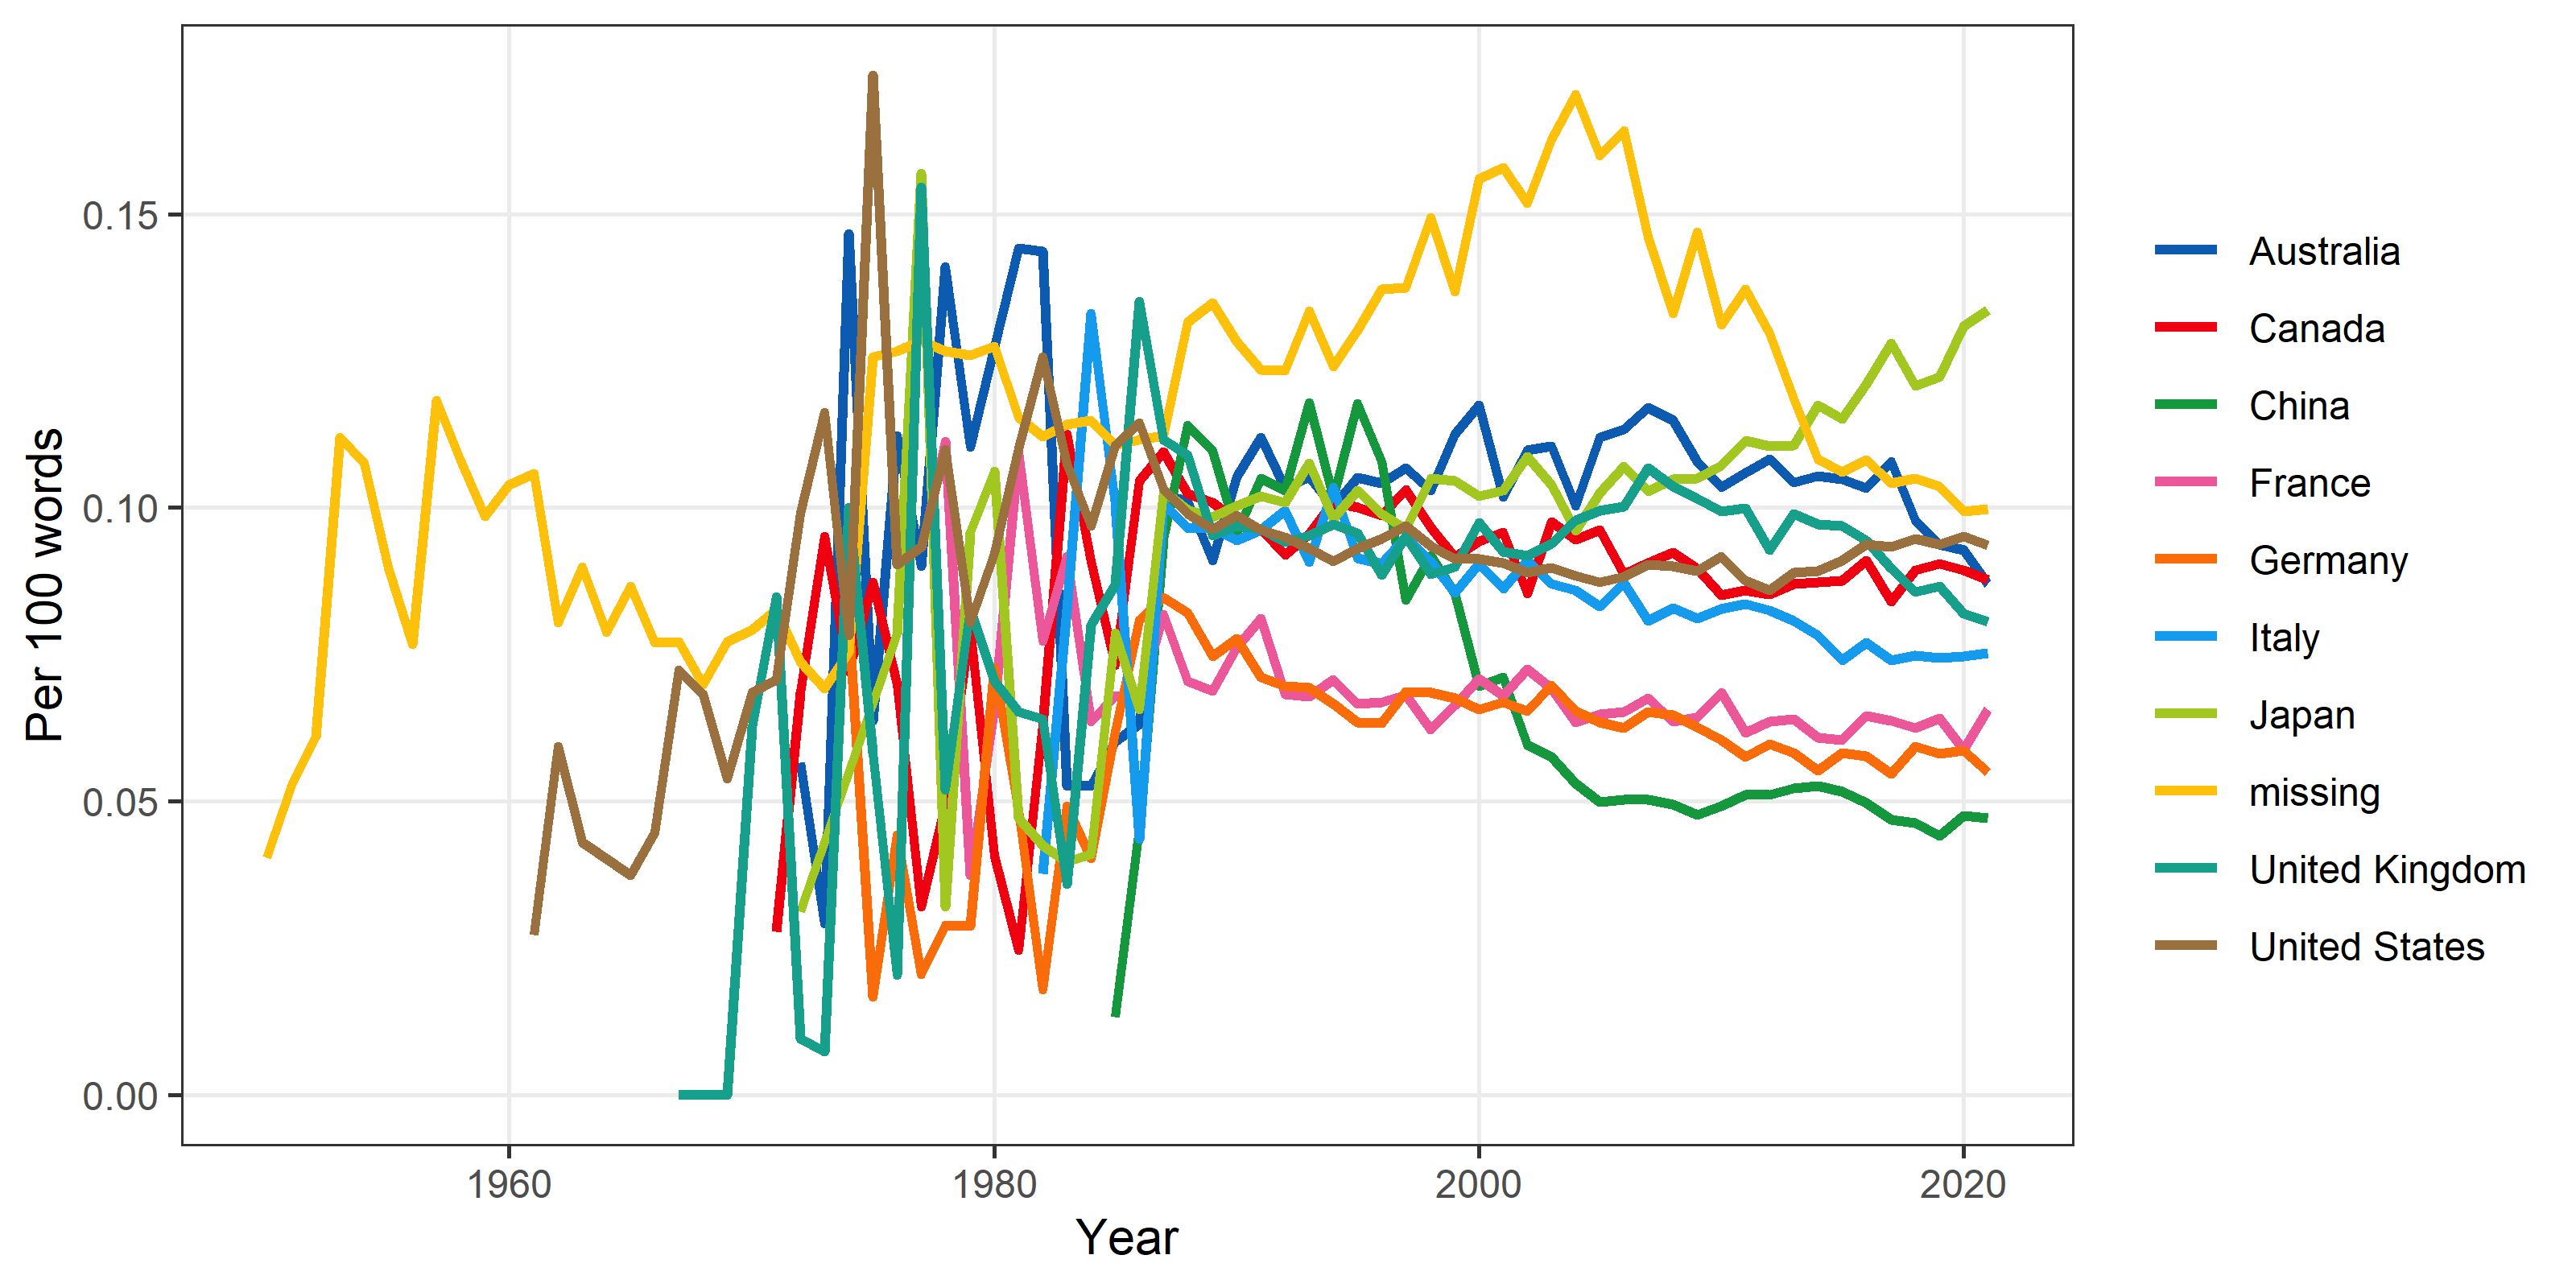 0.15
0.10
0.05
0.00
Per 100 words
1960
1980
2000
2020
Year
Australia
Canada
China
France
Germany
Italy
Japan
missing
United Kingdom
United States